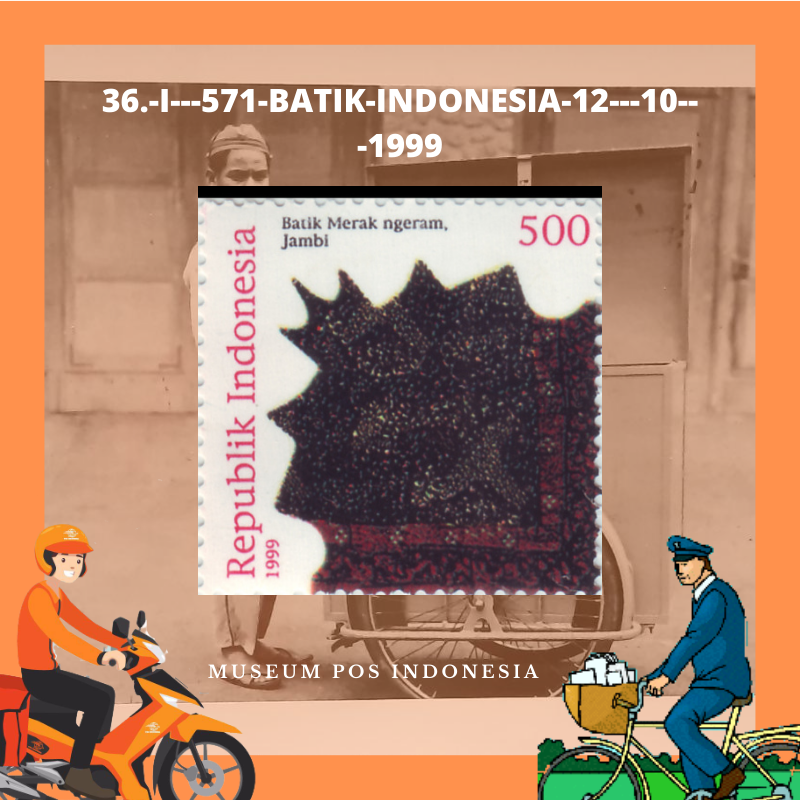 36.-I---571-BATIK-INDONESIA-12---10--
-1999
Batik Merak ngeram,
Jambi
500
Republik Indonesia
1999
MUSEUM POS INDONESIA